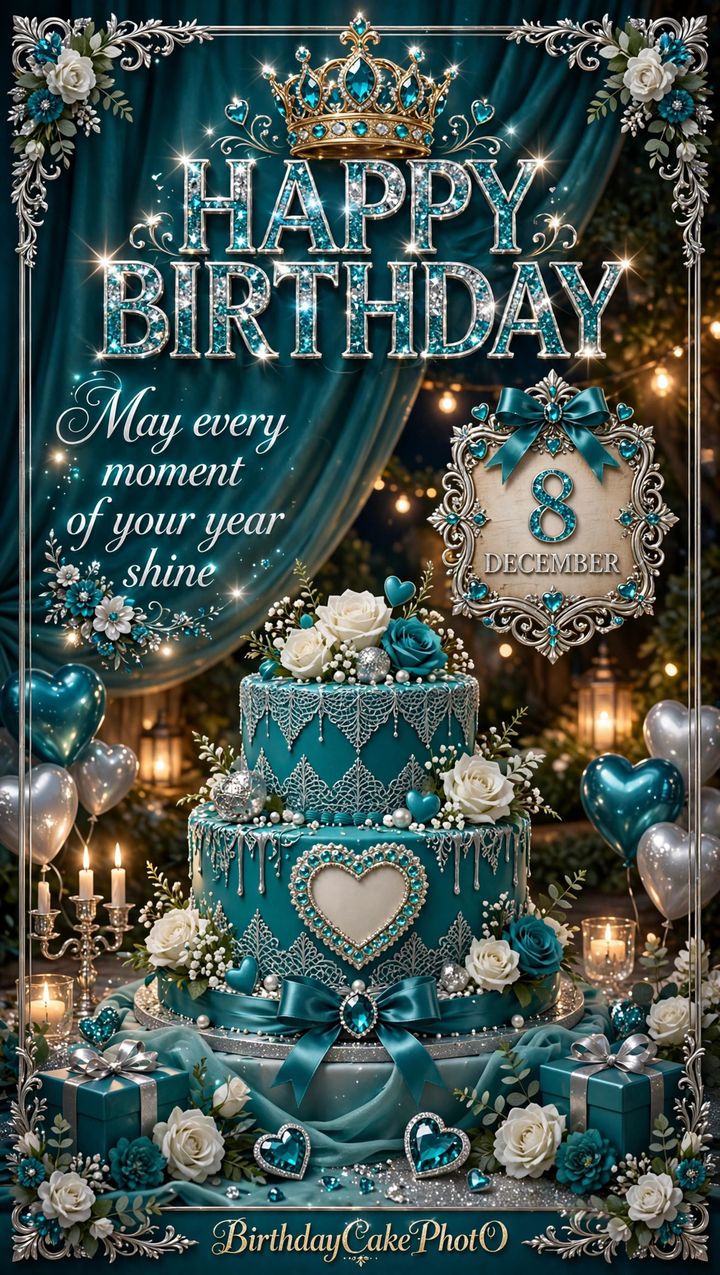 HAPPY
BIRTHDAY
May every
moment
of your year
shine
8
DECEMBER
BirthdayCakePhotO